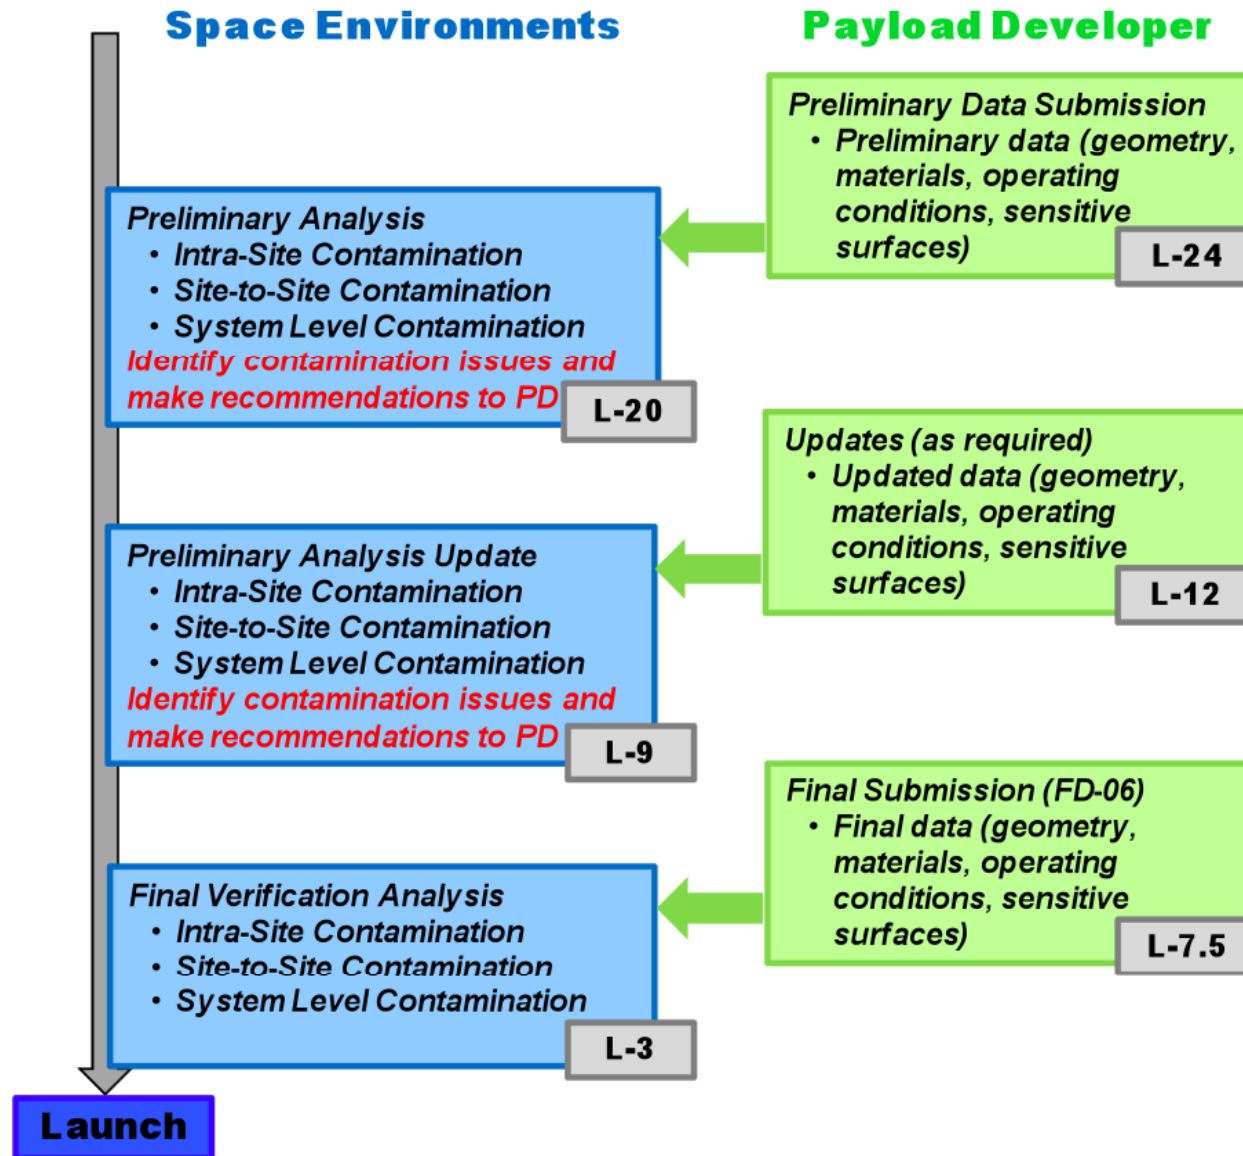 Space Environments
Payload Developer
Preliminary Data Submission
• Preliminary data (geometry,
materials, operating
conditions, sensitive
surfaces)
L-24
Preliminary Analysis
• Intra-Site Contamination
• Site-to-Site Contamination
• System Level Contamination
Identify contamination issues and
make recommendations to PD
L-20
Updates (as required)
• Updated data (geometry,
materials, operating
conditions, sensitive
surfaces)
L-12
Preliminary Analysis Update
• Intra-Site Contamination
• Site-to-Site Contamination
• System Level Contamination
Identify contamination issues and
make recommendations to PD
L-9
Final Submission (FD-06)
• Final data (geometry,
materials, operating
conditions, sensitive
surfaces)
L-7.5
Final Verification Analysis
• Intra-Site Contamination
• Site-to-Site Contamination
• System Level Contamination
L-3
Launch